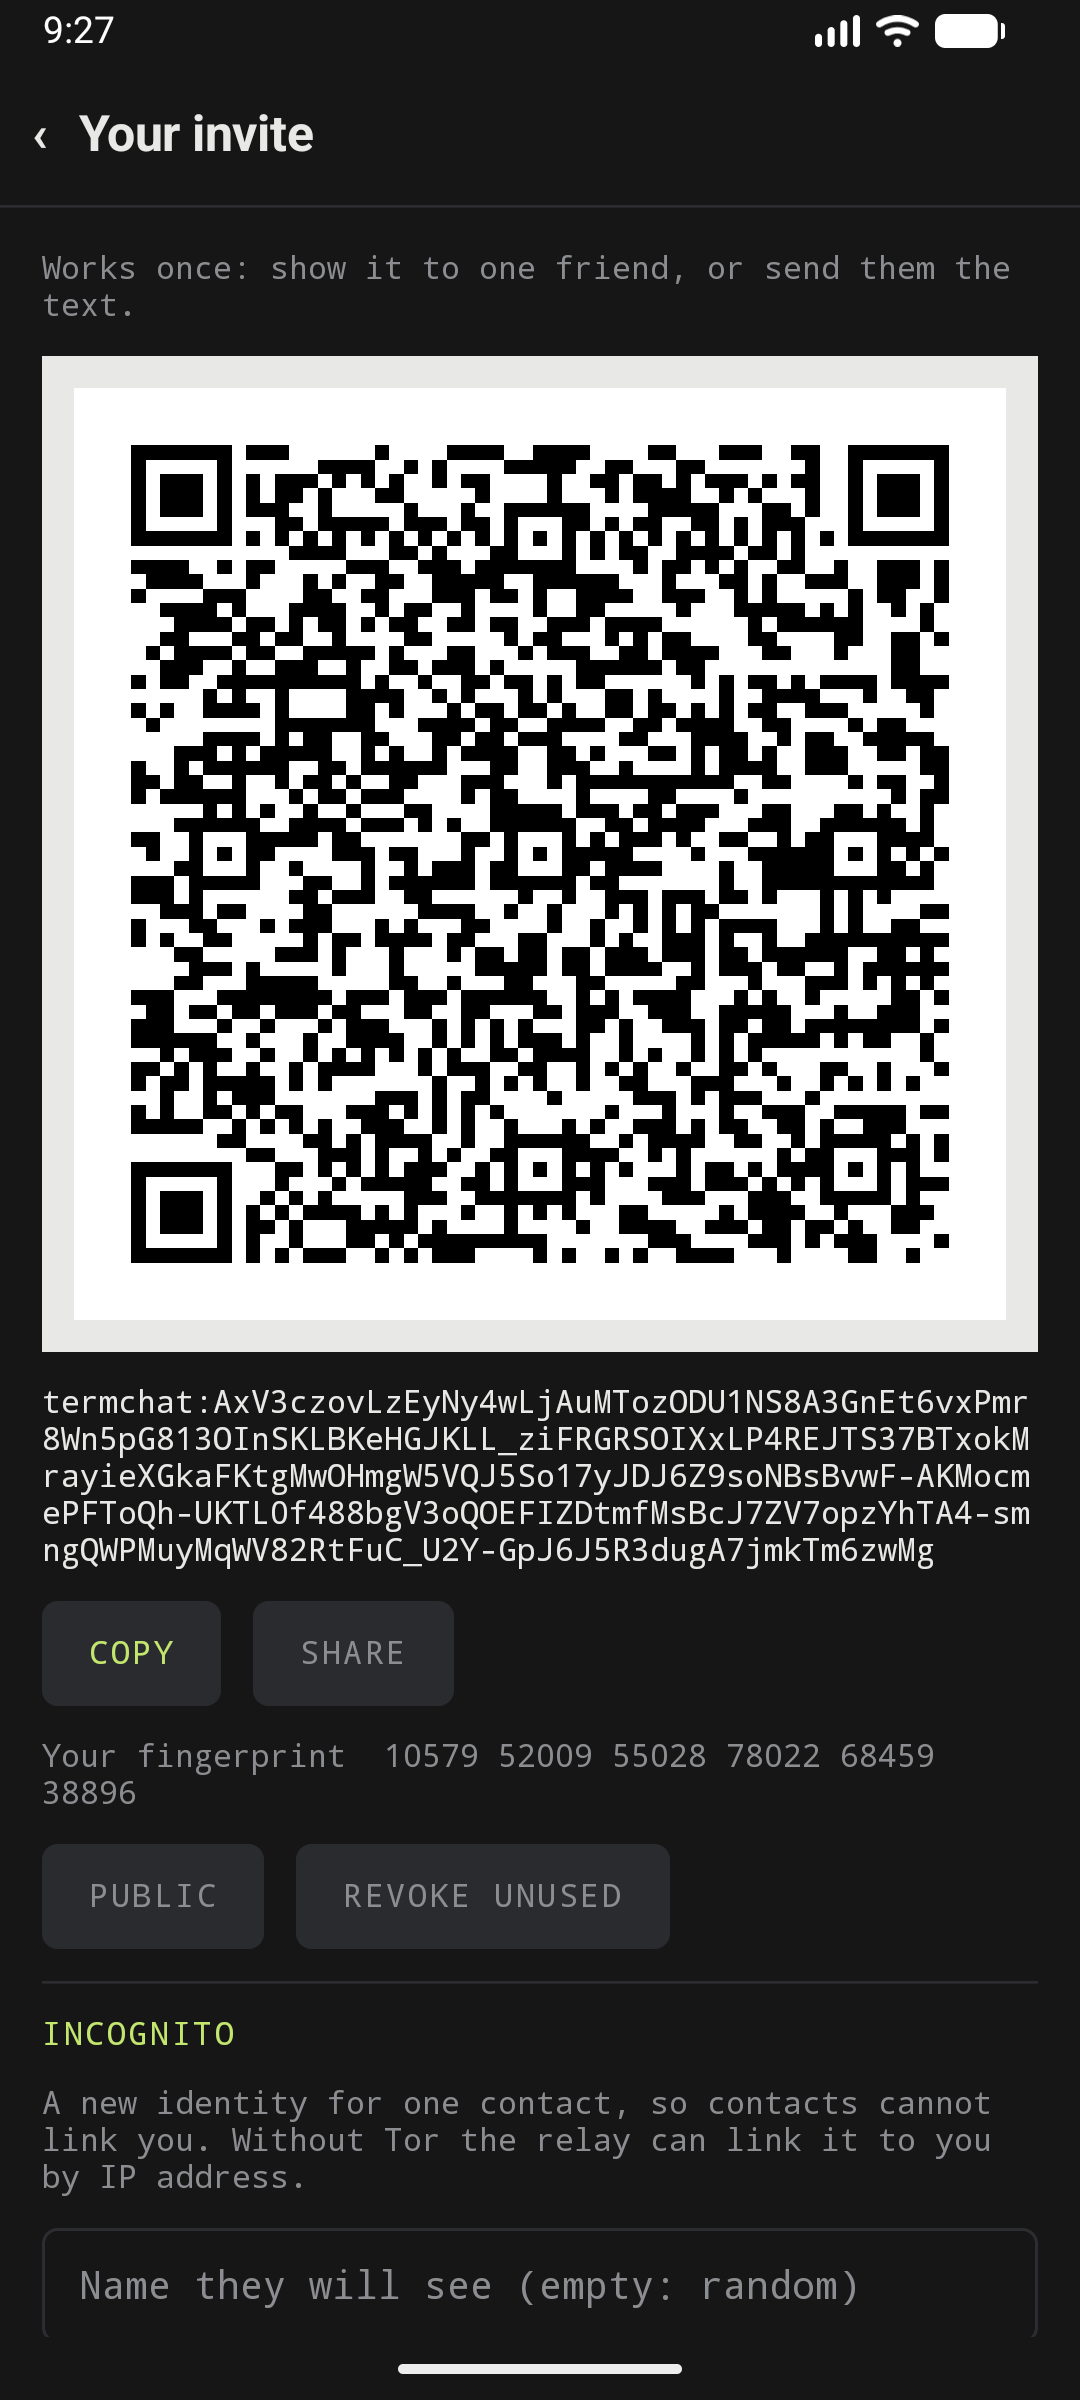 9:27
‹ Your invite
Works once: show it to one friend, or send them the
text.
termchat:AxV3czovLzEyNy4wLjAuMTozODU1NS8A3GnEt6vxPmr
8Wn5pG813OInSKLBKeHGJKLL_ziFRGRSOIXxLP4REJTS37BTxokM
rayieXGkaFKtgMwOHmgW5VQJ5So17yJDJ6Z9soNBsBvwF-AKMocm
ePFToQh-UKTLOf488bgV3oQOEFIZDtmfMsBcJ7ZV7opzYhTA4-sm
ngQWPMuyMqWV82RtFuC_U2Y-GpJ6J5R3dugA7jmkTm6zwMg
COPY SHARE
Your fingerprint 10579 52009 55028 78022 68459
38896
PUBLIC REVOKE UNUSED
INCOGNITO
A new identity for one contact, so contacts cannot
link you. Without Tor the relay can link it to you
by IP address.
Name they will see (empty: random)